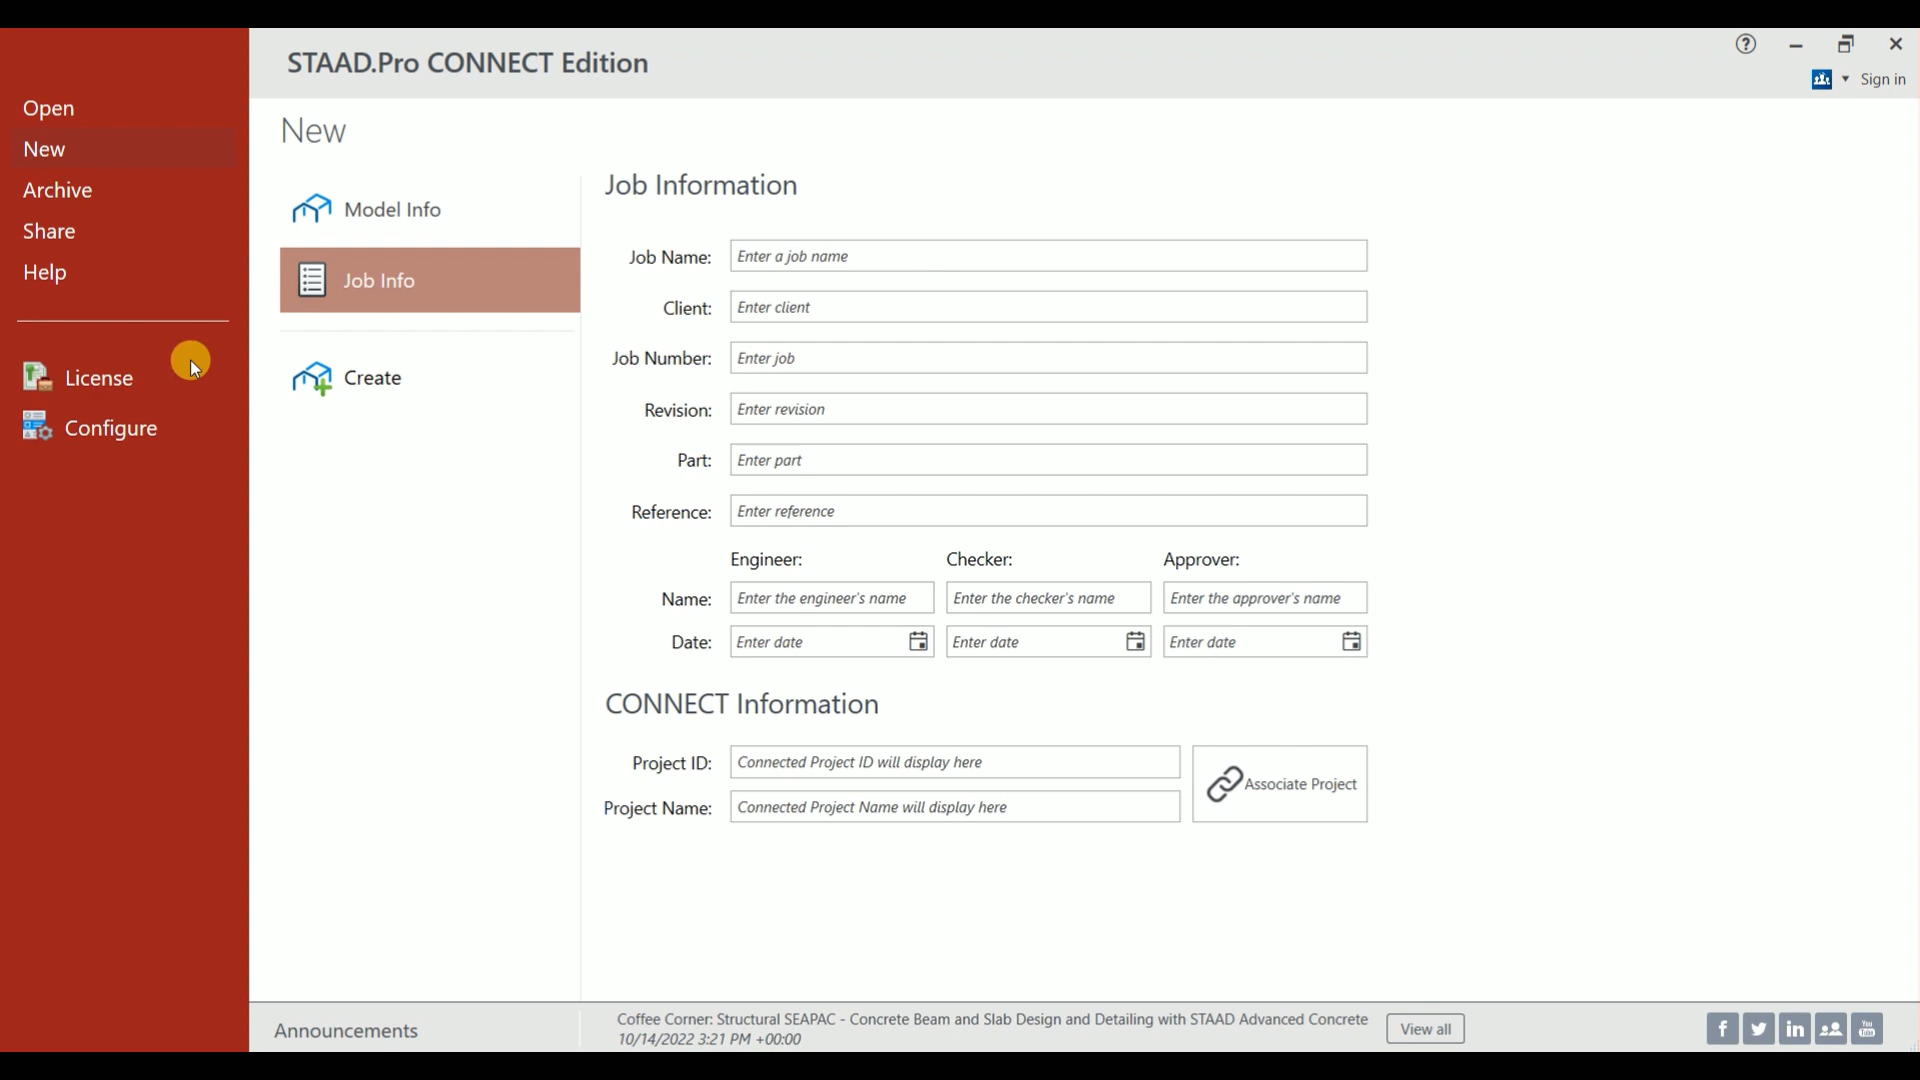 STAAD.Pro CONNECT Edition
Sign in
Open
New
Archive
Share
Help
License
Configure
New
Model Info
Job Info
Create
Job Information
Job Name: Enter a job name
Client: Enter client
Job Number: Enter job
Revision: Enter revision
Part: Enter part
Reference: Enter reference
Engineer: Checker: Approver:
Name: Enter the engineer's name Enter the checker's name Enter the approver's name
Date: Enter date Enter date Enter date
CONNECT Information
Project ID: Connected Project ID will display here
Associate Project
Project Name: Connected Project Name will display here
Announcements
Coffee Corner: Structural SEAPAC - Concrete Beam and Slab Design and Detailing with STAAD Advanced Concrete
10/14/2022 3:21 PM +00:00
View all